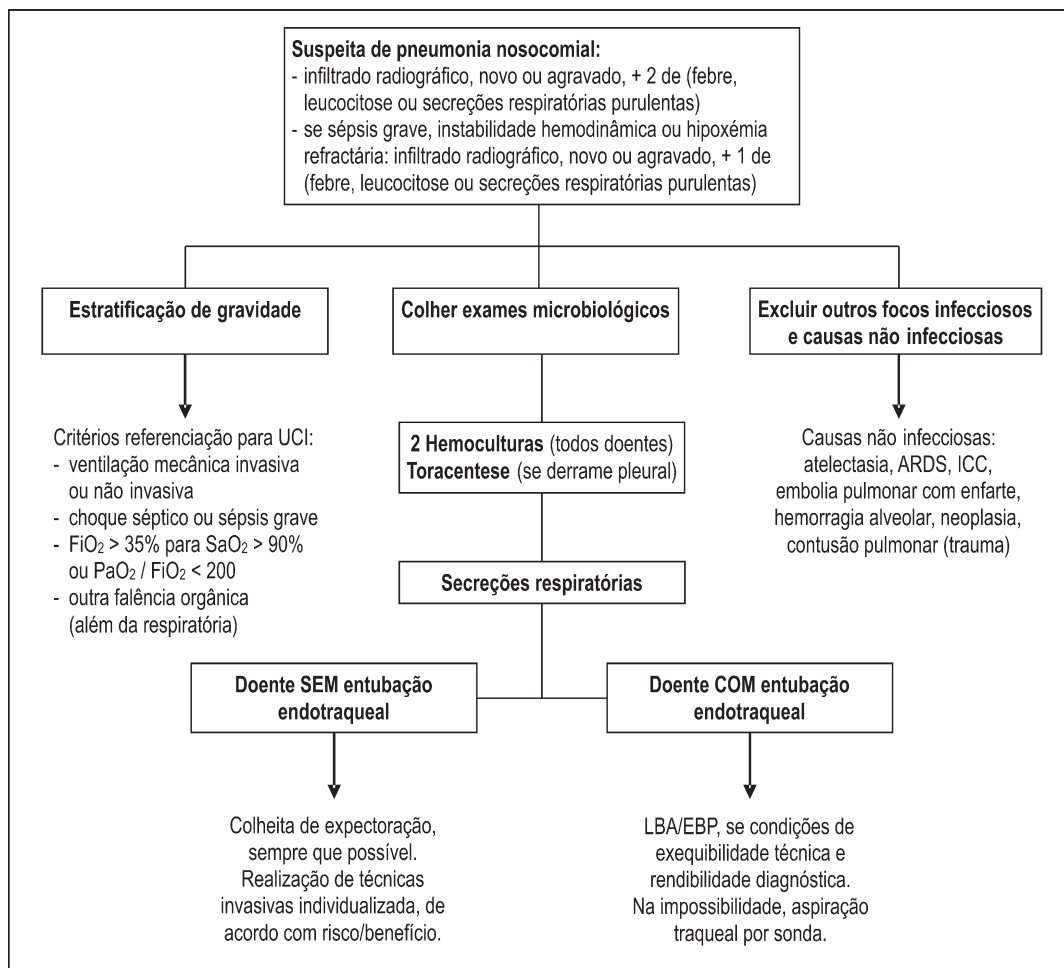 Suspeita de pneumonia nosocomial:
- infiltrado radiográfico, novo ou agravado, + 2 de (febre,
leucocitose ou secreções respiratórias purulentas)
- se sépsis grave, instabilidade hemodinâmica ou hipoxémia
refractária: infiltrado radiográfico, novo ou agravado, + 1 de
(febre, leucocitose ou secreções respiratórias purulentas)
Estratificação de gravidade
Critérios referenciação para UCI:
- ventilação mecânica invasiva
ou não invasiva
- choque séptico ou sépsis grave
- FiO₂ > 35% para SaO₂ > 90%
ou PaO₂ / FiO₂ < 200
- outra falência orgânica
(além da respiratória)
Colher exames microbiológicos
2 Hemoculturas (todos doentes)
Toracentese (se derrame pleural)
Secreções respiratórias
Excluir outros focos infecciosos
e causas não infecciosas
Causas não infecciosas:
atelectasia, ARDS, ICC,
embolia pulmonar com enfarte,
hemorragia alveolar, neoplasia,
contusão pulmonar (trauma)
Doente SEM entubação
endotraqueal
Colheita de expectoração,
sempre que possível.
Realização de técnicas
invasivas individualizada, de
acordo com risco/benefício.
Doente COM entubação
endotraqueal
LBA/EBP, se condições de
exequibilidade técnica e
rendibilidade diagnóstica.
Na impossibilidade, aspiração
traqueal por sonda.